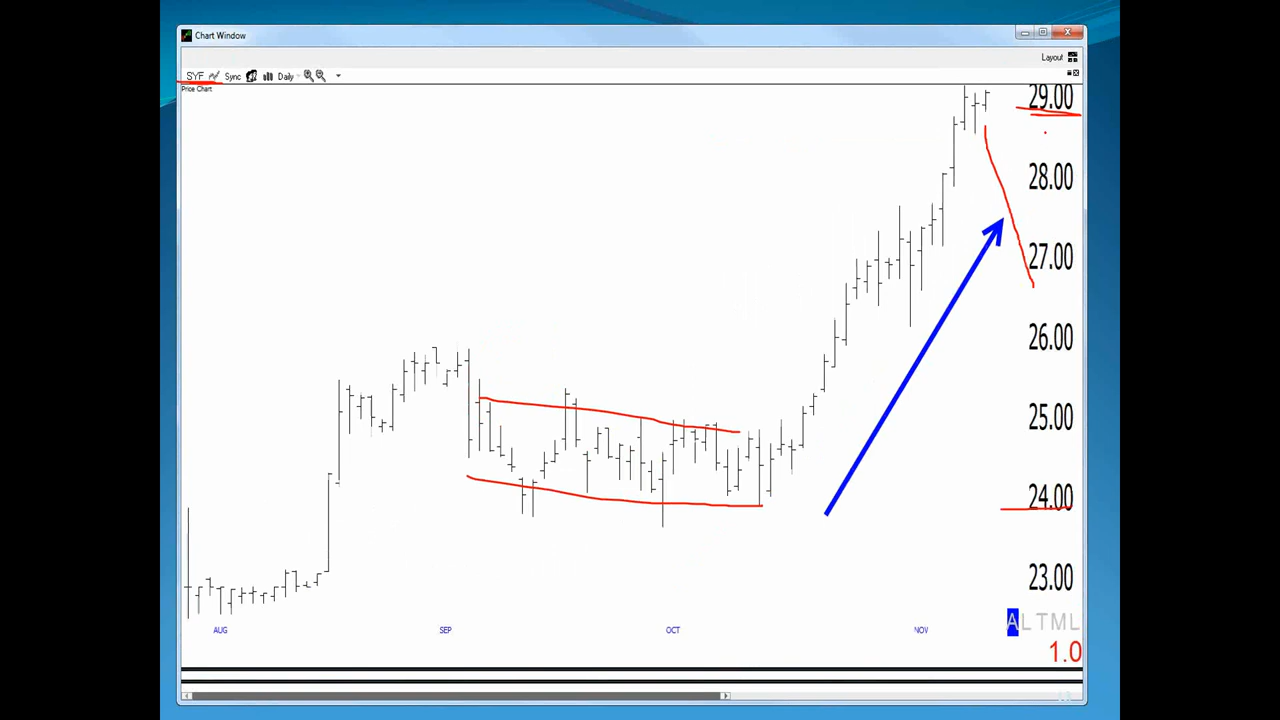 Chart Window
Layout
SYF Sync Daily
Price Chart
29.00
28.00
27.00
26.00
25.00
24.00
23.00
ALTML
AUG SEP OCT NOV
1.0